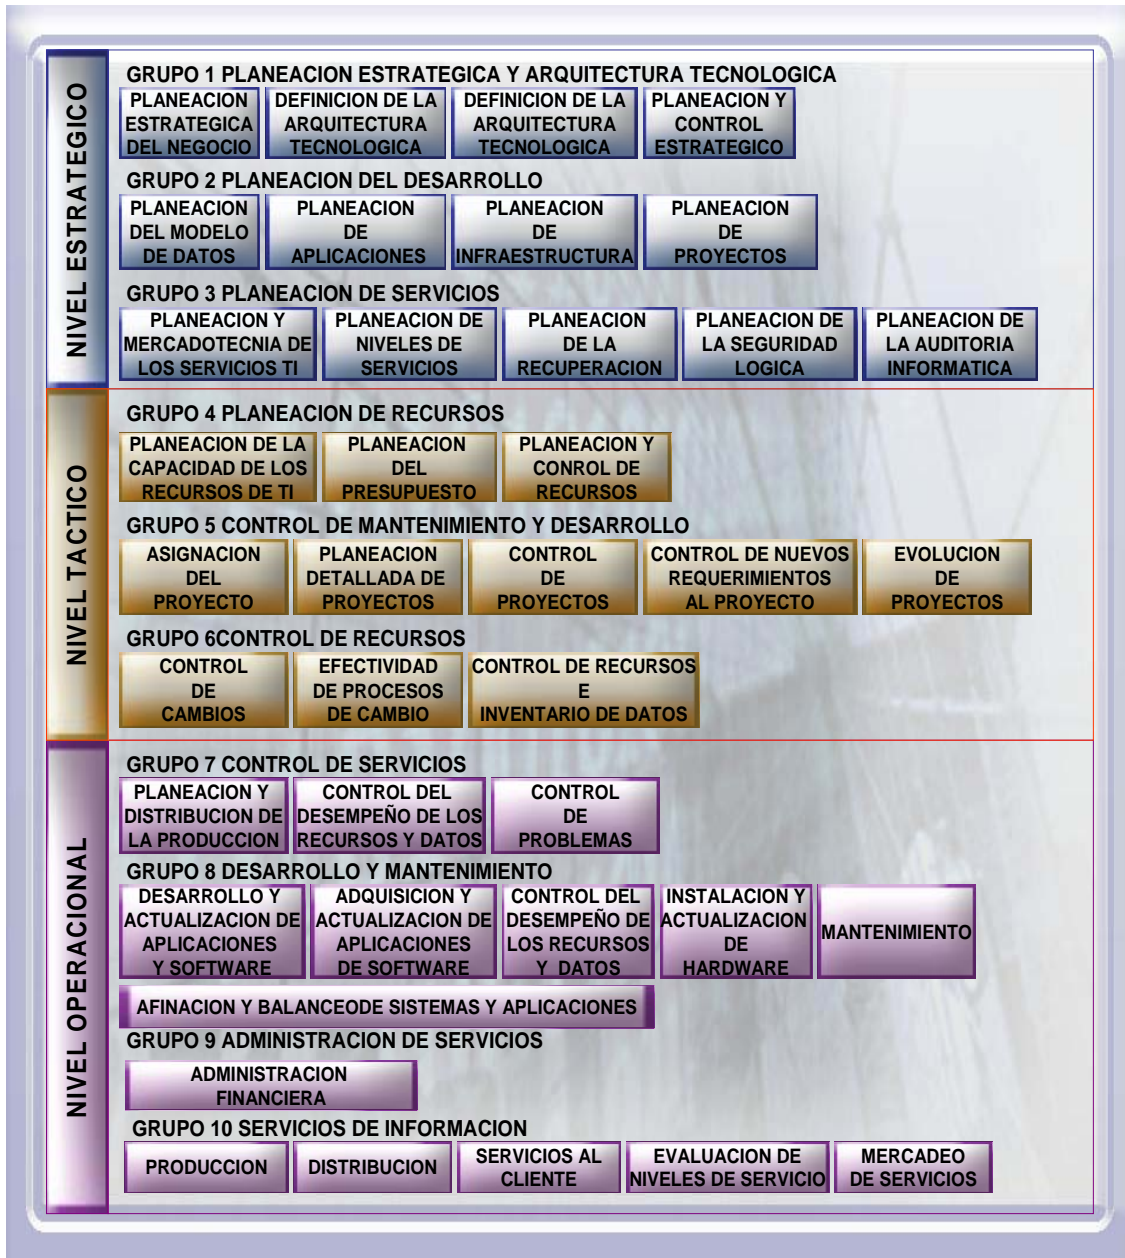 NIVEL ESTRATEGICO
GRUPO 1 PLANEACION ESTRATEGICA Y ARQUITECTURA TECNOLOGICA
PLANEACION
ESTRATEGICA
DEL NEGOCIO
DEFINICION DE LA
ARQUITECTURA
TECNOLOGICA
DEFINICION DE LA
ARQUITECTURA
TECNOLOGICA
PLANEACION Y
CONTROL
ESTRATEGICO
GRUPO 2 PLANEACION DEL DESARROLLO
PLANEACION
DEL MODELO
DE DATOS
PLANEACION
DE
APLICACIONES
PLANEACION
DE
INFRAESTRUCTURA
PLANEACION
DE
PROYECTOS
GRUPO 3 PLANEACION DE SERVICIOS
PLANEACION Y
MERCADOTECNIA DE
LOS SERVICIOS TI
PLANEACION DE
NIVELES DE
SERVICIOS
PLANEACION
DE LA
RECUPERACION
PLANEACION DE
LA SEGURIDAD
LOGICA
PLANEACION DE
LA AUDITORIA
INFORMATICA
NIVEL TACTICO
GRUPO 4 PLANEACION DE RECURSOS
PLANEACION DE LA
CAPACIDAD DE LOS
RECURSOS DE TI
PLANEACION
DEL
PRESUPUESTO
PLANEACION Y
CONROL DE
RECURSOS
GRUPO 5 CONTROL DE MANTENIMIENTO Y DESARROLLO
ASIGNACION
DEL
PROYECTO
PLANEACION
DETALLADA DE
PROYECTOS
CONTROL
DE
PROYECTOS
CONTROL DE NUEVOS
REQUERIMIENTOS
AL PROYECTO
EVOLUCION
DE
PROYECTOS
GRUPO 6CONTROL DE RECURSOS
CONTROL
DE
CAMBIOS
EFECTIVIDAD
DE PROCESOS
DE CAMBIO
CONTROL DE RECURSOS
E
INVENTARIO DE DATOS
NIVEL OPERACIONAL
GRUPO 7 CONTROL DE SERVICIOS
PLANEACION Y
DISTRIBUCION DE
LA PRODUCCION
CONTROL DEL
DESEMPEÑO DE LOS
RECURSOS Y DATOS
CONTROL
DE
PROBLEMAS
GRUPO 8 DESARROLLO Y MANTENIMIENTO
DESARROLLO Y
ACTUALIZACION DE
APLICACIONES
Y SOFTWARE
ADQUISICION Y
ACTUALIZACION DE
APLICACIONES
DE SOFTWARE
CONTROL DEL
DESEMPEÑO DE
LOS RECURSOS
Y DATOS
INSTALACION Y
ACTUALIZACION
DE
HARDWARE
MANTENIMIENTO
AFINACION Y BALANCEODE SISTEMAS Y APLICACIONES
GRUPO 9 ADMINISTRACION DE SERVICIOS
ADMINISTRACION
FINANCIERA
GRUPO 10 SERVICIOS DE INFORMACION
PRODUCCION
DISTRIBUCION
SERVICIOS AL
CLIENTE
EVALUACION DE
NIVELES DE SERVICIO
MERCADEO
DE SERVICIOS